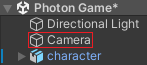 Photon Game*
Directional Light
Camera
character